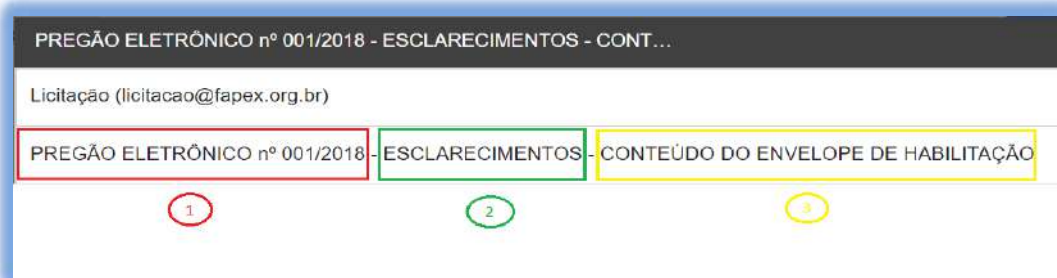 PREGÃO ELETRÔNICO nº 001/2018 - ESCLARECIMENTOS - CONT...
Licitação (licitacao@fapex.org.br)
PREGÃO ELETRÔNICO nº 001/2018 - ESCLARECIMENTOS - CONTEÚDO DO ENVELOPE DE HABILITAÇÃO
1 2 3